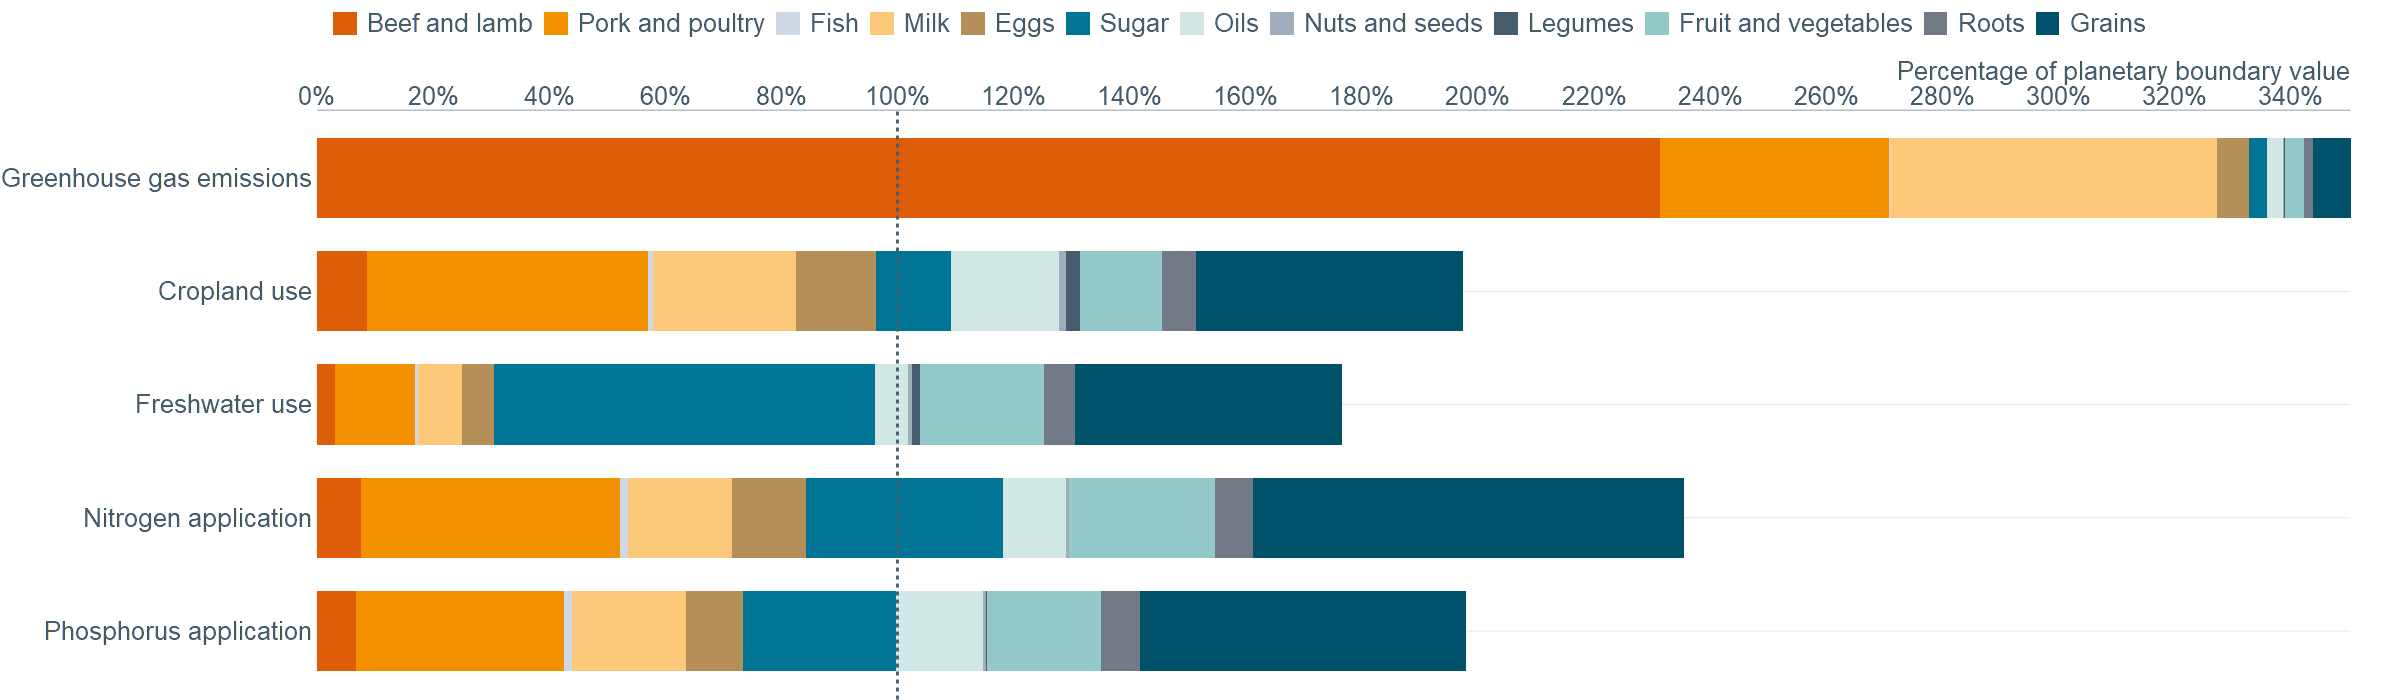 Beef and lamb Pork and poultry Fish Milk Eggs Sugar Oils Nuts and seeds Legumes Fruit and vegetables Roots Grains
Percentage of planetary boundary value
0% 20% 40% 60% 80% 100% 120% 140% 160% 180% 200% 220% 240% 260% 280% 300% 320% 340%
Greenhouse gas emissions
Cropland use
Freshwater use
Nitrogen application
Phosphorus application